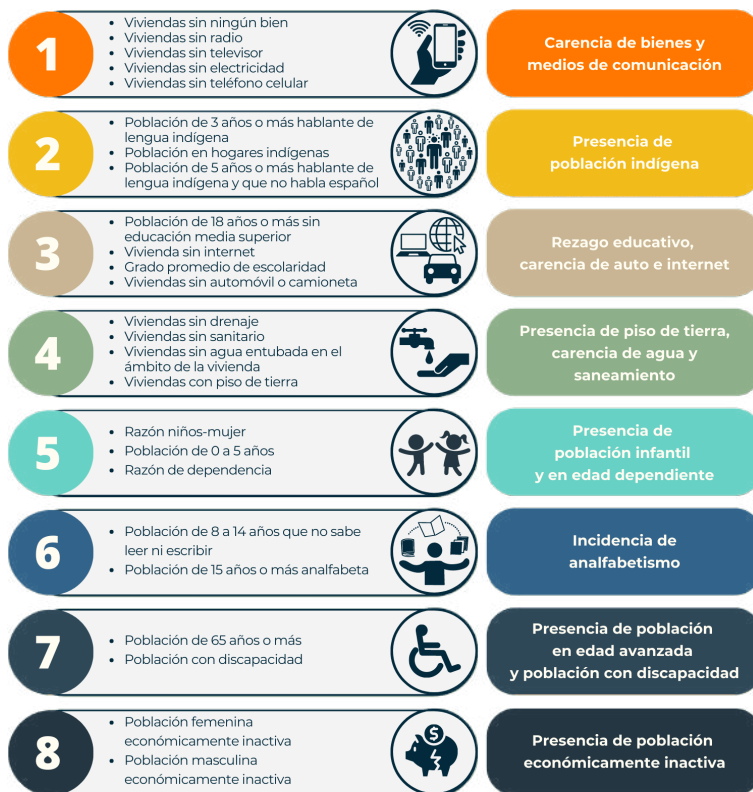 1
• Viviendas sin ningún bien
• Viviendas sin radio
• Viviendas sin televisor
• Viviendas sin electricidad
• Viviendas sin teléfono celular
Carencia de bienes y
medios de comunicación
2
• Población de 3 años o más hablante de
lengua indígena
• Población en hogares indígenas
• Población de 5 años o más hablante de
lengua indígena y que no habla español
Presencia de
población indígena
3
• Población de 18 años o más sin
educación media superior
• Vivienda sin internet
• Grado promedio de escolaridad
• Viviendas sin automóvil o camioneta
Rezago educativo,
carencia de auto e internet
4
• Viviendas sin drenaje
• Viviendas sin sanitario
• Viviendas sin agua entubada en el
ámbito de la vivienda
• Viviendas con piso de tierra
Presencia de piso de tierra,
carencia de agua y
saneamiento
5
• Razón niños-mujer
• Población de 0 a 5 años
• Razón de dependencia
Presencia de
población infantil
y en edad dependiente
6
• Población de 8 a 14 años que no sabe
leer ni escribir
• Población de 15 años o más analfabeta
Incidencia de
analfabetismo
7
• Población de 65 años o más
• Población con discapacidad
Presencia de población
en edad avanzada
y población con discapacidad
8
• Población femenina
económicamente inactiva
• Población masculina
económicamente inactiva
$
Presencia de población
económicamente inactiva